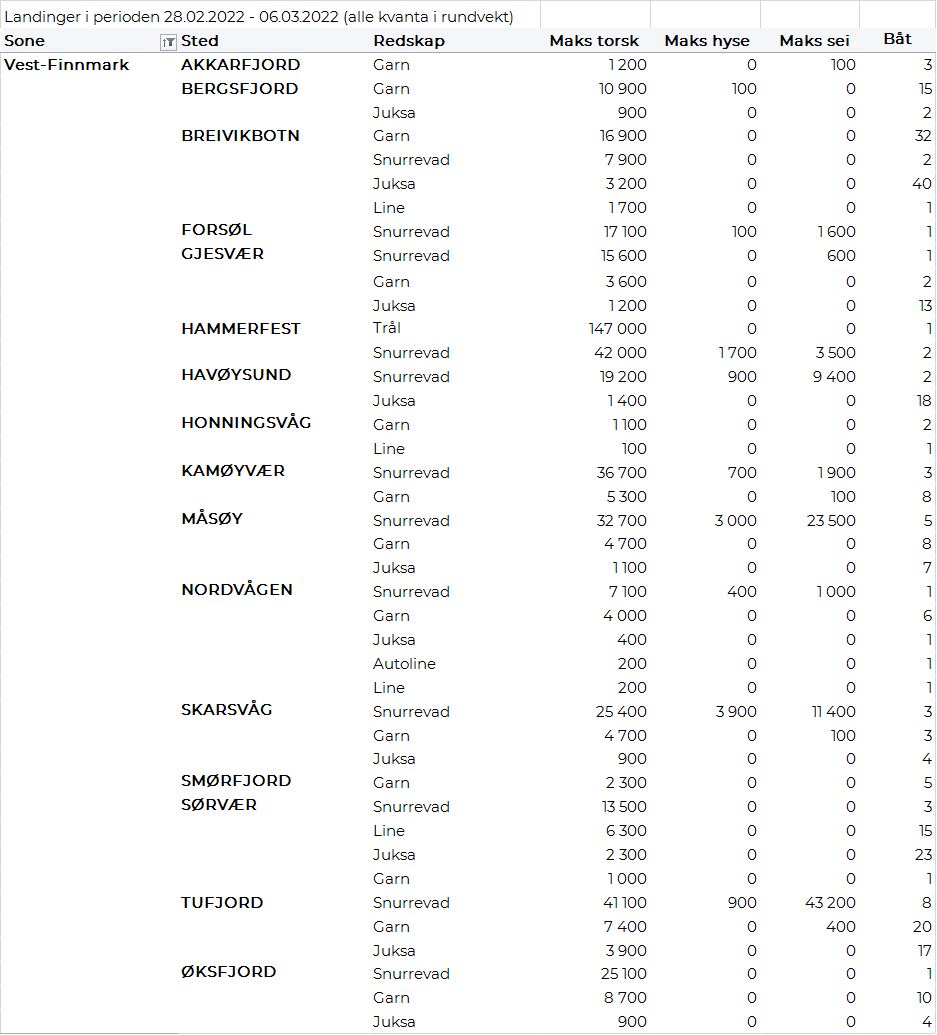 Landinger i perioden 28.02.2022 - 06.03.2022 (alle kvanta i rundvekt)
Sone Sted Redskap Maks torsk Maks hyse Maks sei Båt
Vest-Finnmark AKKARFJORD Garn 1 200 0 100 3
BERGSFJORD Garn 10 900 100 0 15
Juksa 900 0 0 2
BREIVIKBOTN Garn 16 900 0 0 32
Snurrevad 7 900 0 0 2
Juksa 3 200 0 0 40
Line 1 700 0 0 1
FORSØL Snurrevad 17 100 100 1 600 1
GJESVÆR Snurrevad 15 600 0 600 1
Garn 3 600 0 0 2
Juksa 1 200 0 0 13
HAMMERFEST Trål 147 000 0 0 1
Snurrevad 42 000 1 700 3 500 2
HAVØYSUND Snurrevad 19 200 900 9 400 2
Juksa 1 400 0 0 18
HONNINGSVÅG Garn 1 100 0 0 2
Line 100 0 0 1
KAMØYVÆR Snurrevad 36 700 700 1 900 3
Garn 5 300 0 100 8
MÅSØY Snurrevad 32 700 3 000 23 500 5
Garn 4 700 0 0 8
Juksa 1 100 0 0 7
NORDVÅGEN Snurrevad 7 100 400 1 000 1
Garn 4 000 0 0 6
Juksa 400 0 0 1
Autoline 200 0 0 1
Line 200 0 0 1
SKARSVÅG Snurrevad 25 400 3 900 11 400 3
Garn 4 700 0 100 3
Juksa 900 0 0 4
SMØRFJORD Garn 2 300 0 0 5
SØRVÆR Snurrevad 13 500 0 0 3
Line 6 300 0 0 15
Juksa 2 300 0 0 23
Garn 1 000 0 0 1
TUFJORD Snurrevad 41 100 900 43 200 8
Garn 7 400 0 400 20
Juksa 3 900 0 0 17
ØKSFJORD Snurrevad 25 100 0 0 1
Garn 8 700 0 0 10
Juksa 900 0 0 4